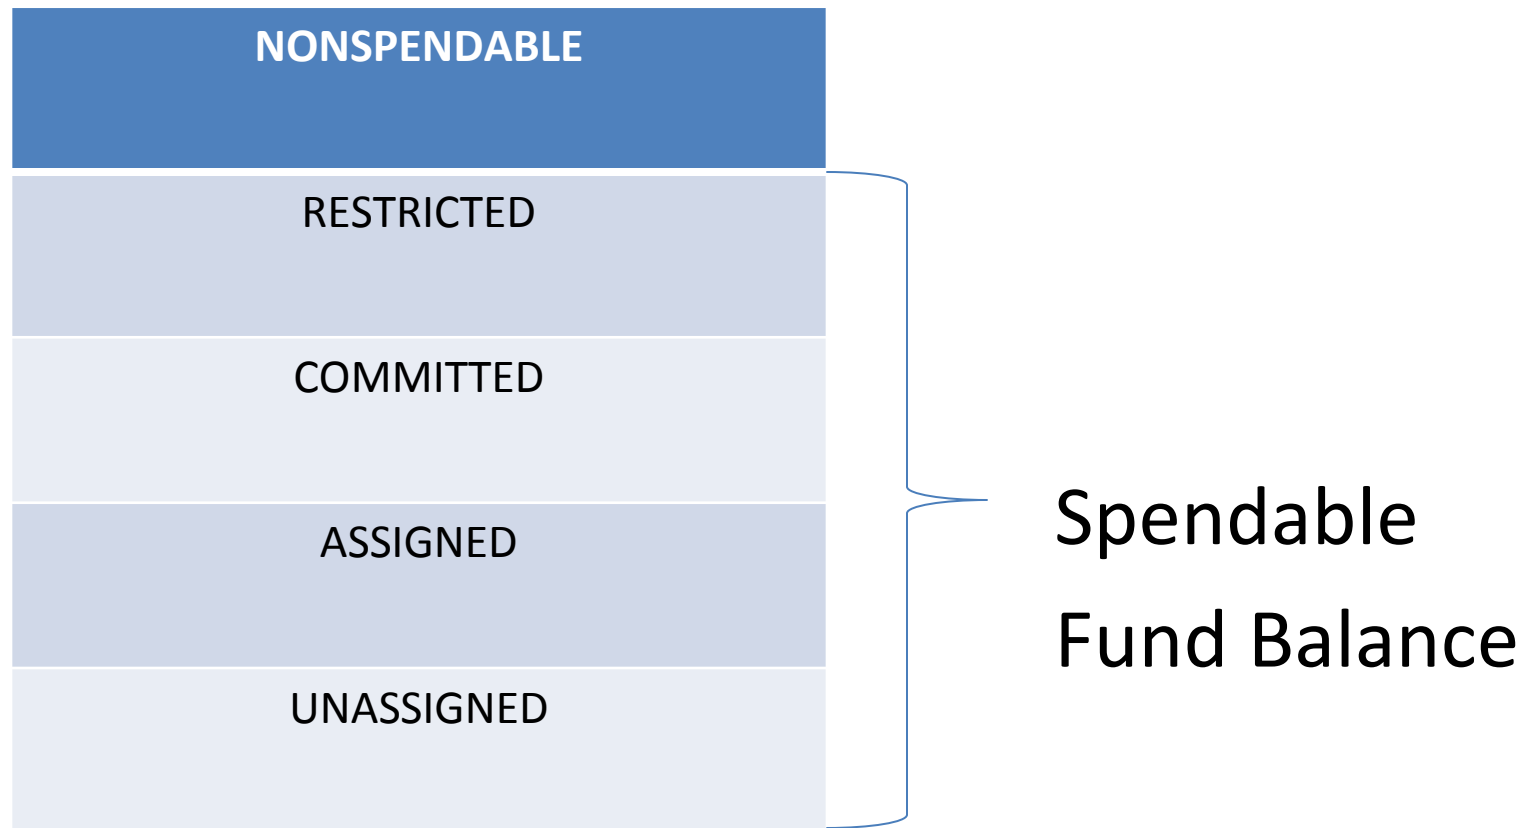 NONSPENDABLE
RESTRICTED
COMMITTED
ASSIGNED
UNASSIGNED
Spendable
Fund Balance